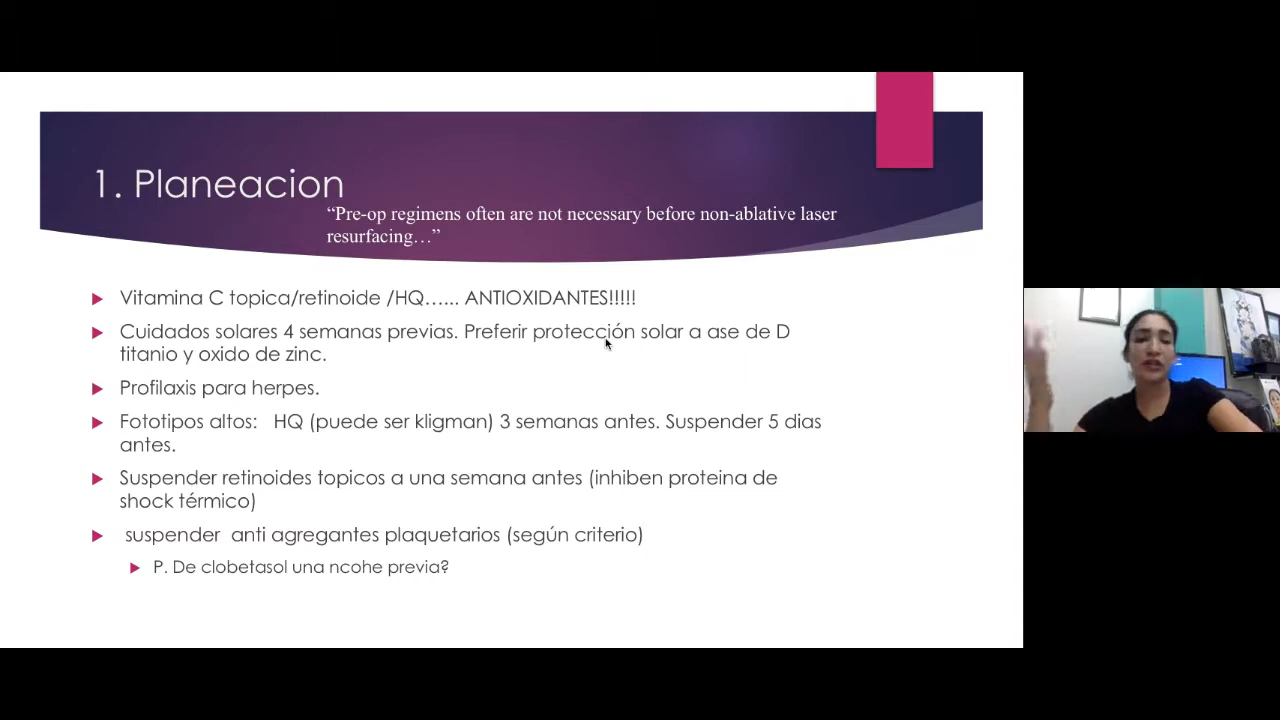 1. Planeacion
“Pre-op regimens often are not necessary before non-ablative laser
resurfacing…”
Vitamina C topica/retinoide /HQ…... ANTIOXIDANTES!!!!!
Cuidados solares 4 semanas previas. Preferir protección solar a ase de D
titanio y oxido de zinc.
Profilaxis para herpes.
Fototipos altos: HQ (puede ser kligman) 3 semanas antes. Suspender 5 dias
antes.
Suspender retinoides topicos a una semana antes (inhiben proteina de
shock térmico)
suspender anti agregantes plaquetarios (según criterio)
P. De clobetasol una ncohe previa?